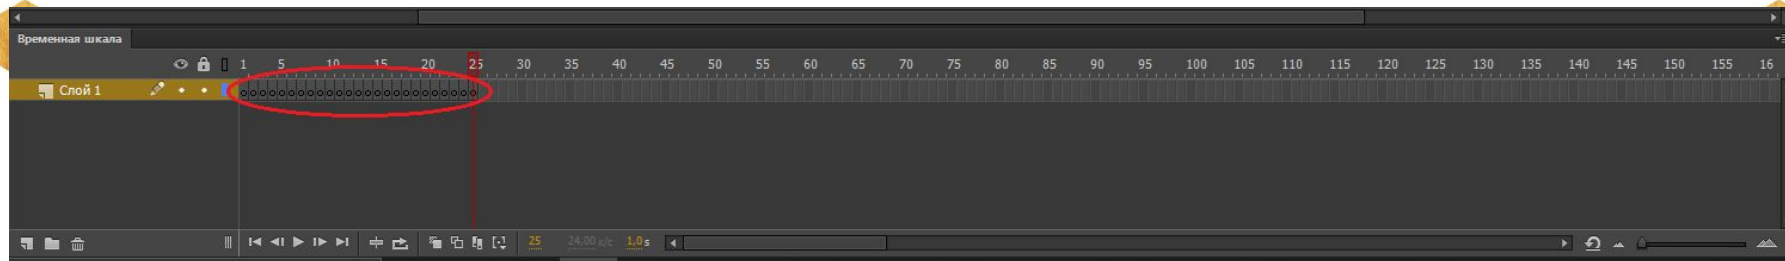 Временная шкала
1 5 10 15 20 25 30 35 40 45 50 55 60 65 70 75 80 85 90 95 100 105 110 115 120 125 130 135 140 145 150 155 16
Слой 1
25 24,00 к/с 1,0 s